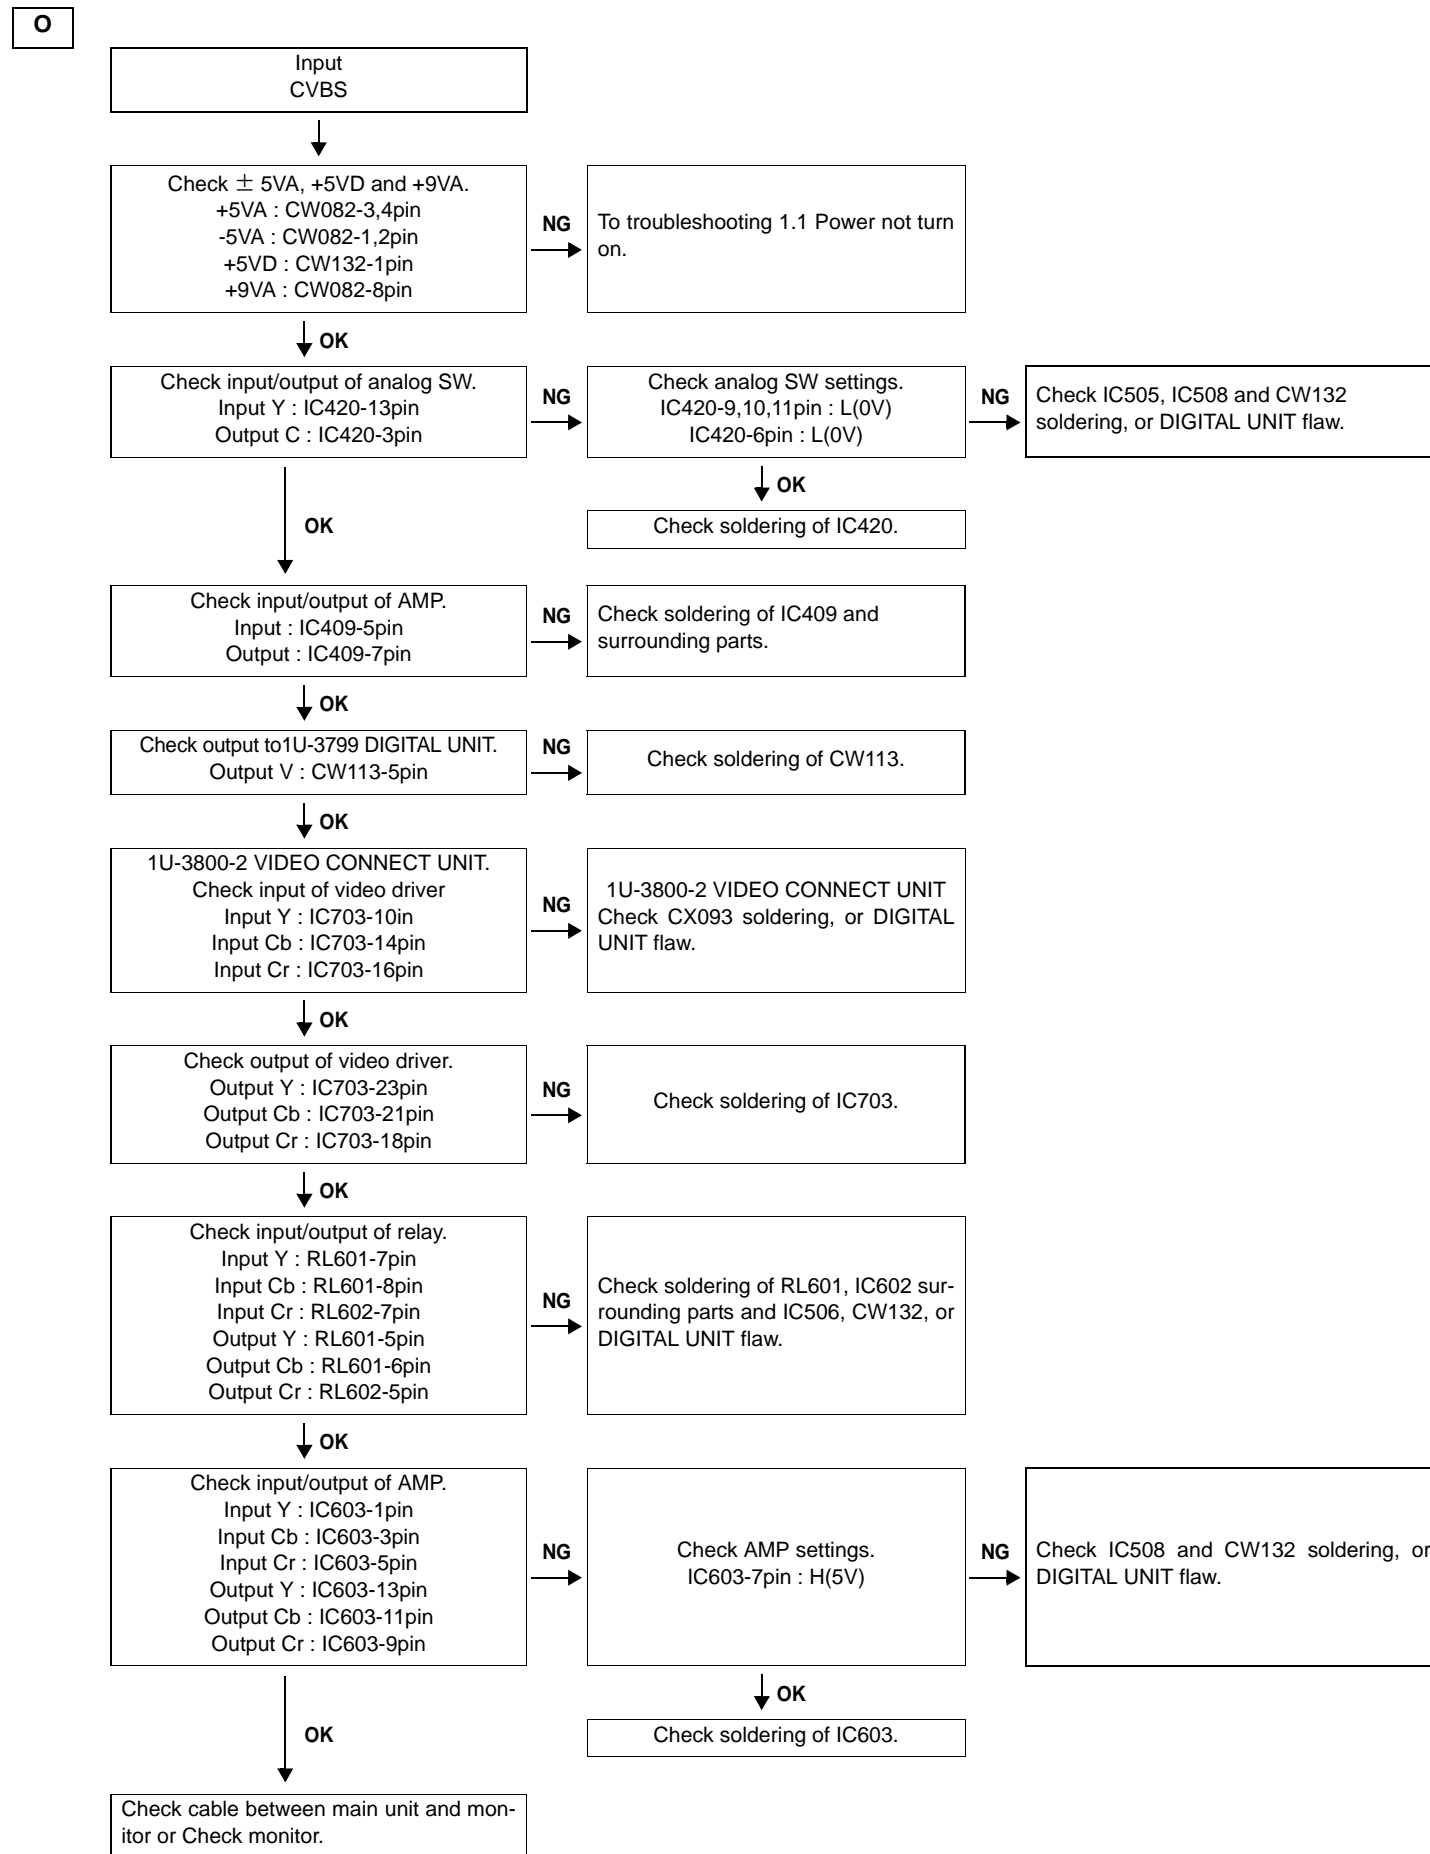 O
Input
CVBS
Check ± 5VA, +5VD and +9VA.
+5VA : CW082-3,4pin
-5VA : CW082-1,2pin
+5VD : CW132-1pin
+9VA : CW082-8pin
NG
To troubleshooting 1.1 Power not turn
on.
OK
Check input/output of analog SW.
Input Y : IC420-13pin
Output C : IC420-3pin
NG
Check analog SW settings.
IC420-9,10,11pin : L(0V)
IC420-6pin : L(0V)
NG
Check IC505, IC508 and CW132
soldering, or DIGITAL UNIT flaw.
OK
Check soldering of IC420.
OK
Check input/output of AMP.
Input : IC409-5pin
Output : IC409-7pin
NG
Check soldering of IC409 and
surrounding parts.
OK
Check output to1U-3799 DIGITAL UNIT.
Output V : CW113-5pin
NG
Check soldering of CW113.
OK
1U-3800-2 VIDEO CONNECT UNIT.
Check input of video driver
Input Y : IC703-10in
Input Cb : IC703-14pin
Input Cr : IC703-16pin
NG
1U-3800-2 VIDEO CONNECT UNIT
Check CX093 soldering, or DIGITAL
UNIT flaw.
OK
Check output of video driver.
Output Y : IC703-23pin
Output Cb : IC703-21pin
Output Cr : IC703-18pin
NG
Check soldering of IC703.
OK
Check input/output of relay.
Input Y : RL601-7pin
Input Cb : RL601-8pin
Input Cr : RL602-7pin
Output Y : RL601-5pin
Output Cb : RL601-6pin
Output Cr : RL602-5pin
NG
Check soldering of RL601, IC602 sur-
rounding parts and IC506, CW132, or
DIGITAL UNIT flaw.
OK
Check input/output of AMP.
Input Y : IC603-1pin
Input Cb : IC603-3pin
Input Cr : IC603-5pin
Output Y : IC603-13pin
Output Cb : IC603-11pin
Output Cr : IC603-9pin
NG
Check AMP settings.
IC603-7pin : H(5V)
NG
Check IC508 and CW132 soldering, or
DIGITAL UNIT flaw.
OK
Check soldering of IC603.
OK
Check cable between main unit and mon-
itor or Check monitor.